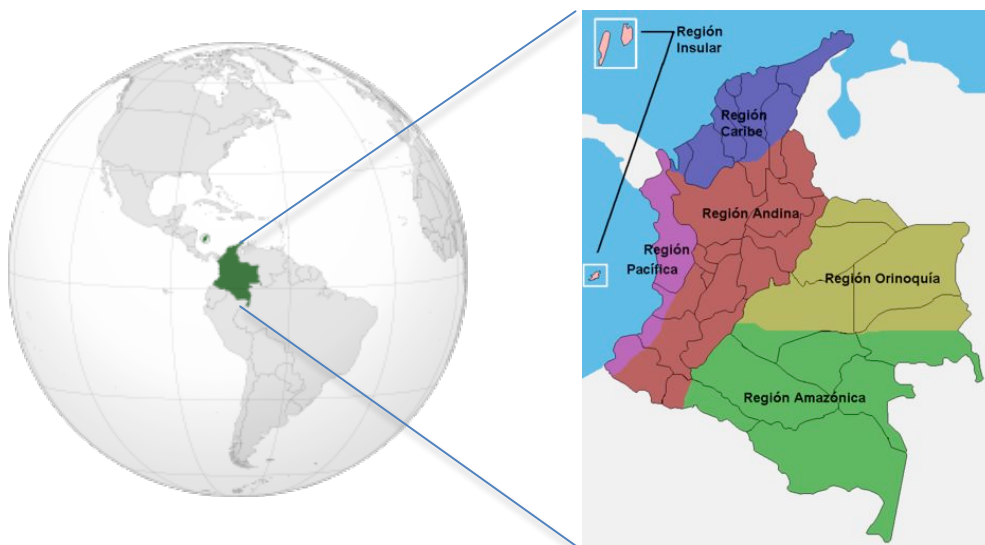 Región
Insular
Región
Caribe
Región Andina
Región
Pacífica
Región Orinoquía
Región Amazónica